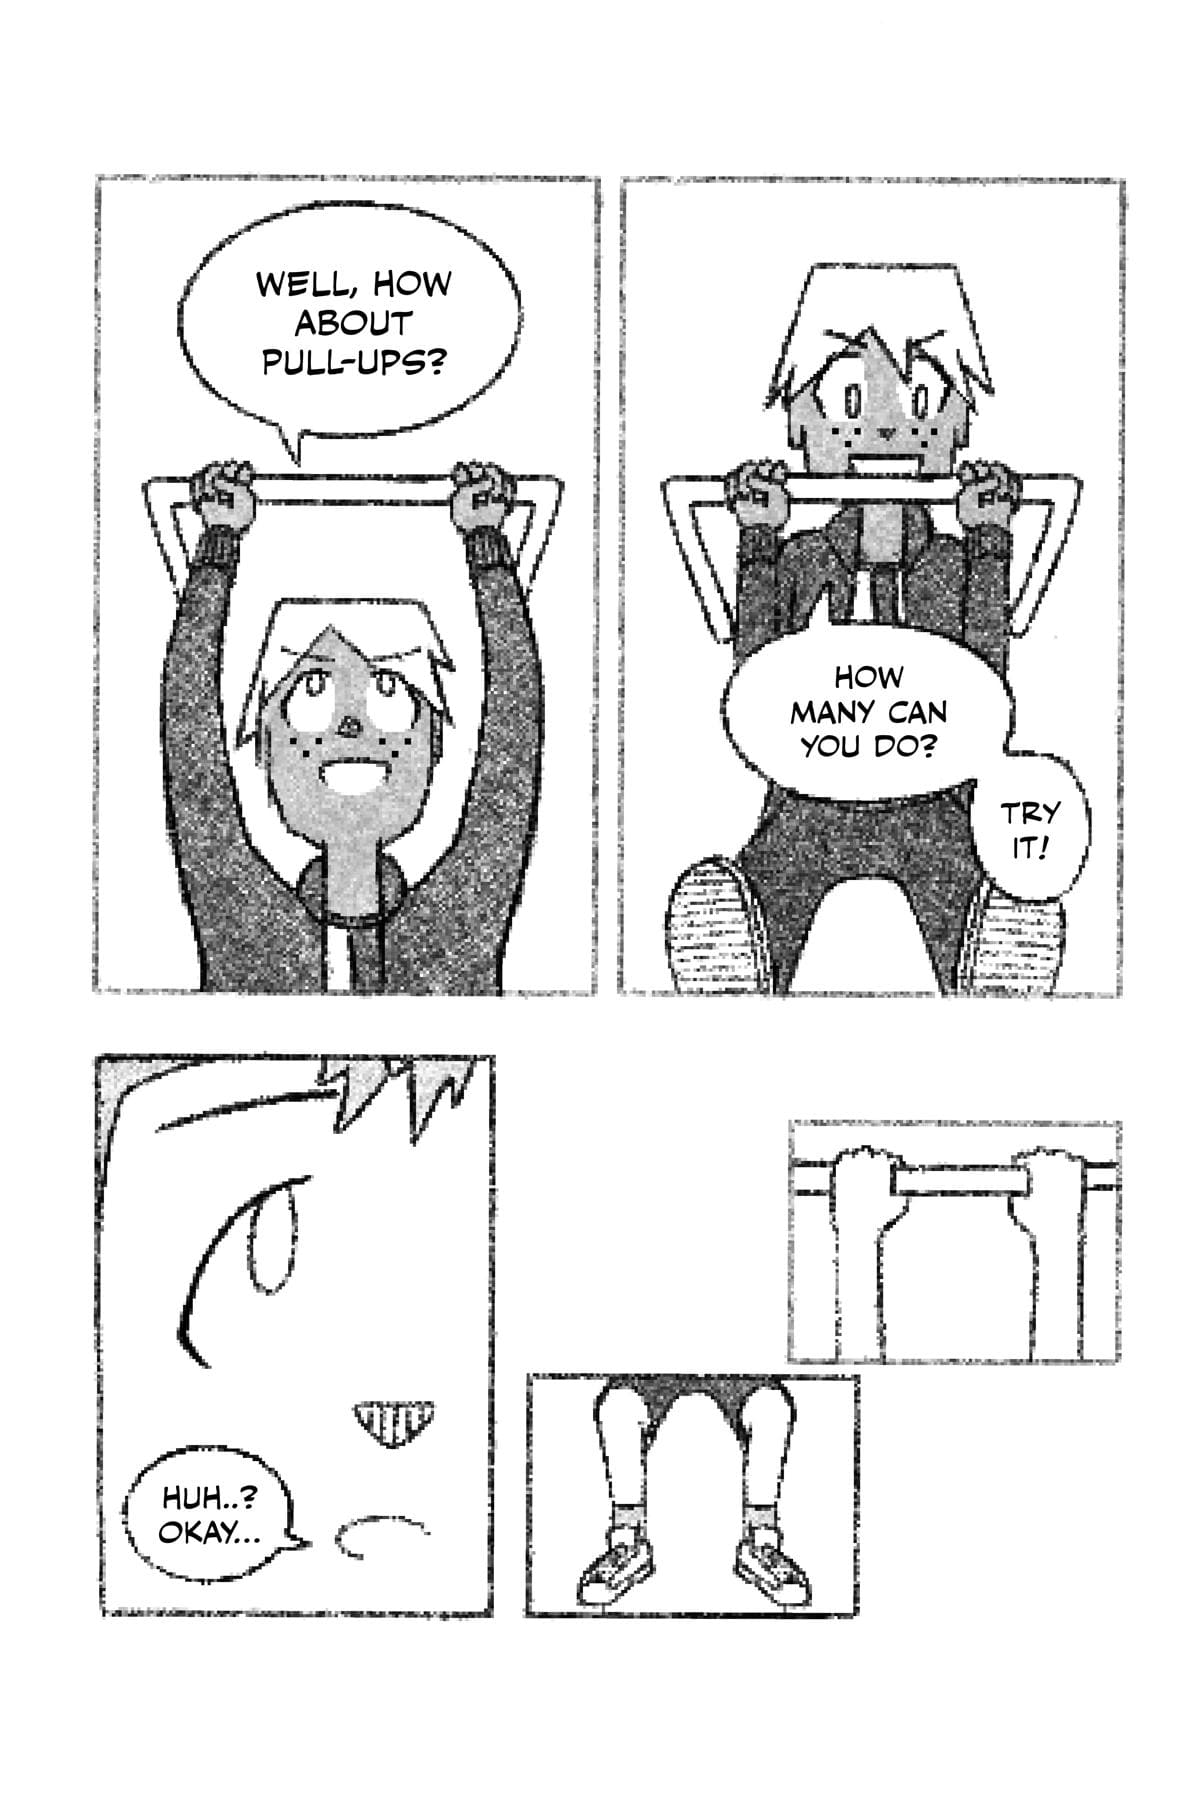 WELL, HOW
ABOUT
PULL-UPS?
HOW
MANY CAN
YOU DO?
TRY
IT!
HUH..?
OKAY...